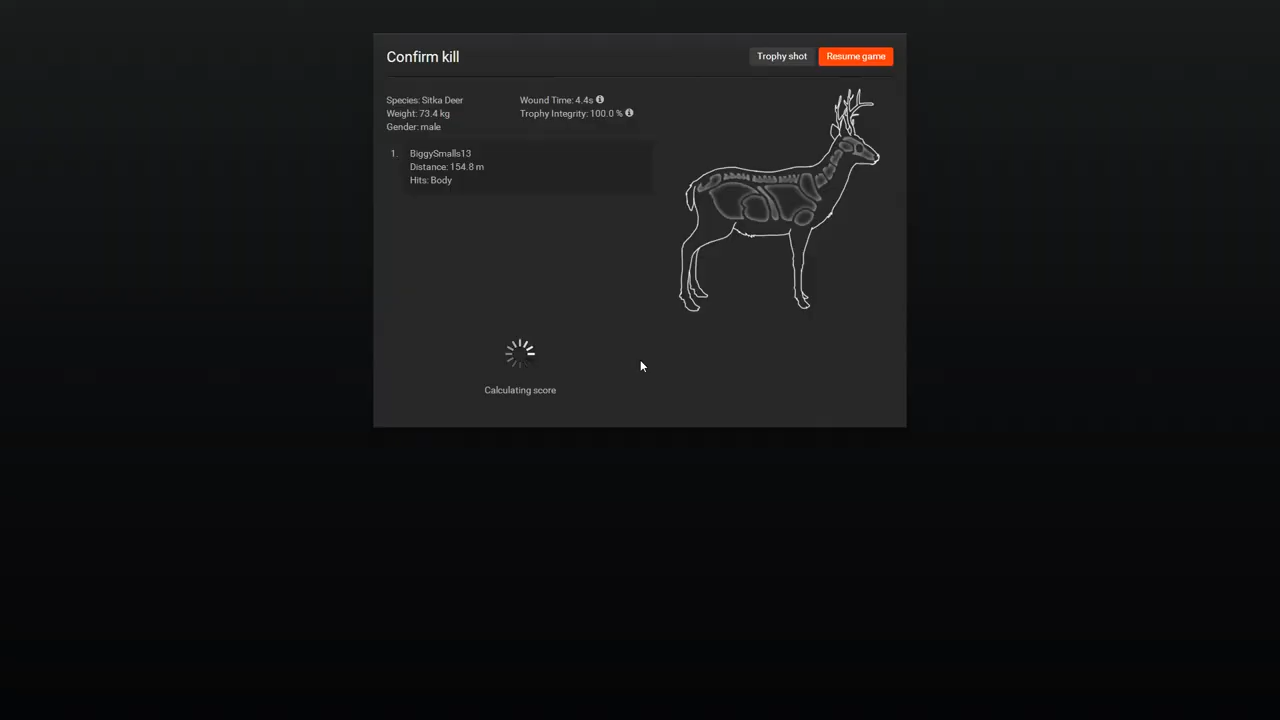 Confirm kill
Trophy shot
Resume game
Species: Sitka Deer
Weight: 73.4 kg
Gender: male
Wound Time: 4.4s
Trophy Integrity: 100.0 %
1. BiggySmalls13
Distance: 154.8 m
Hits: Body
Calculating score